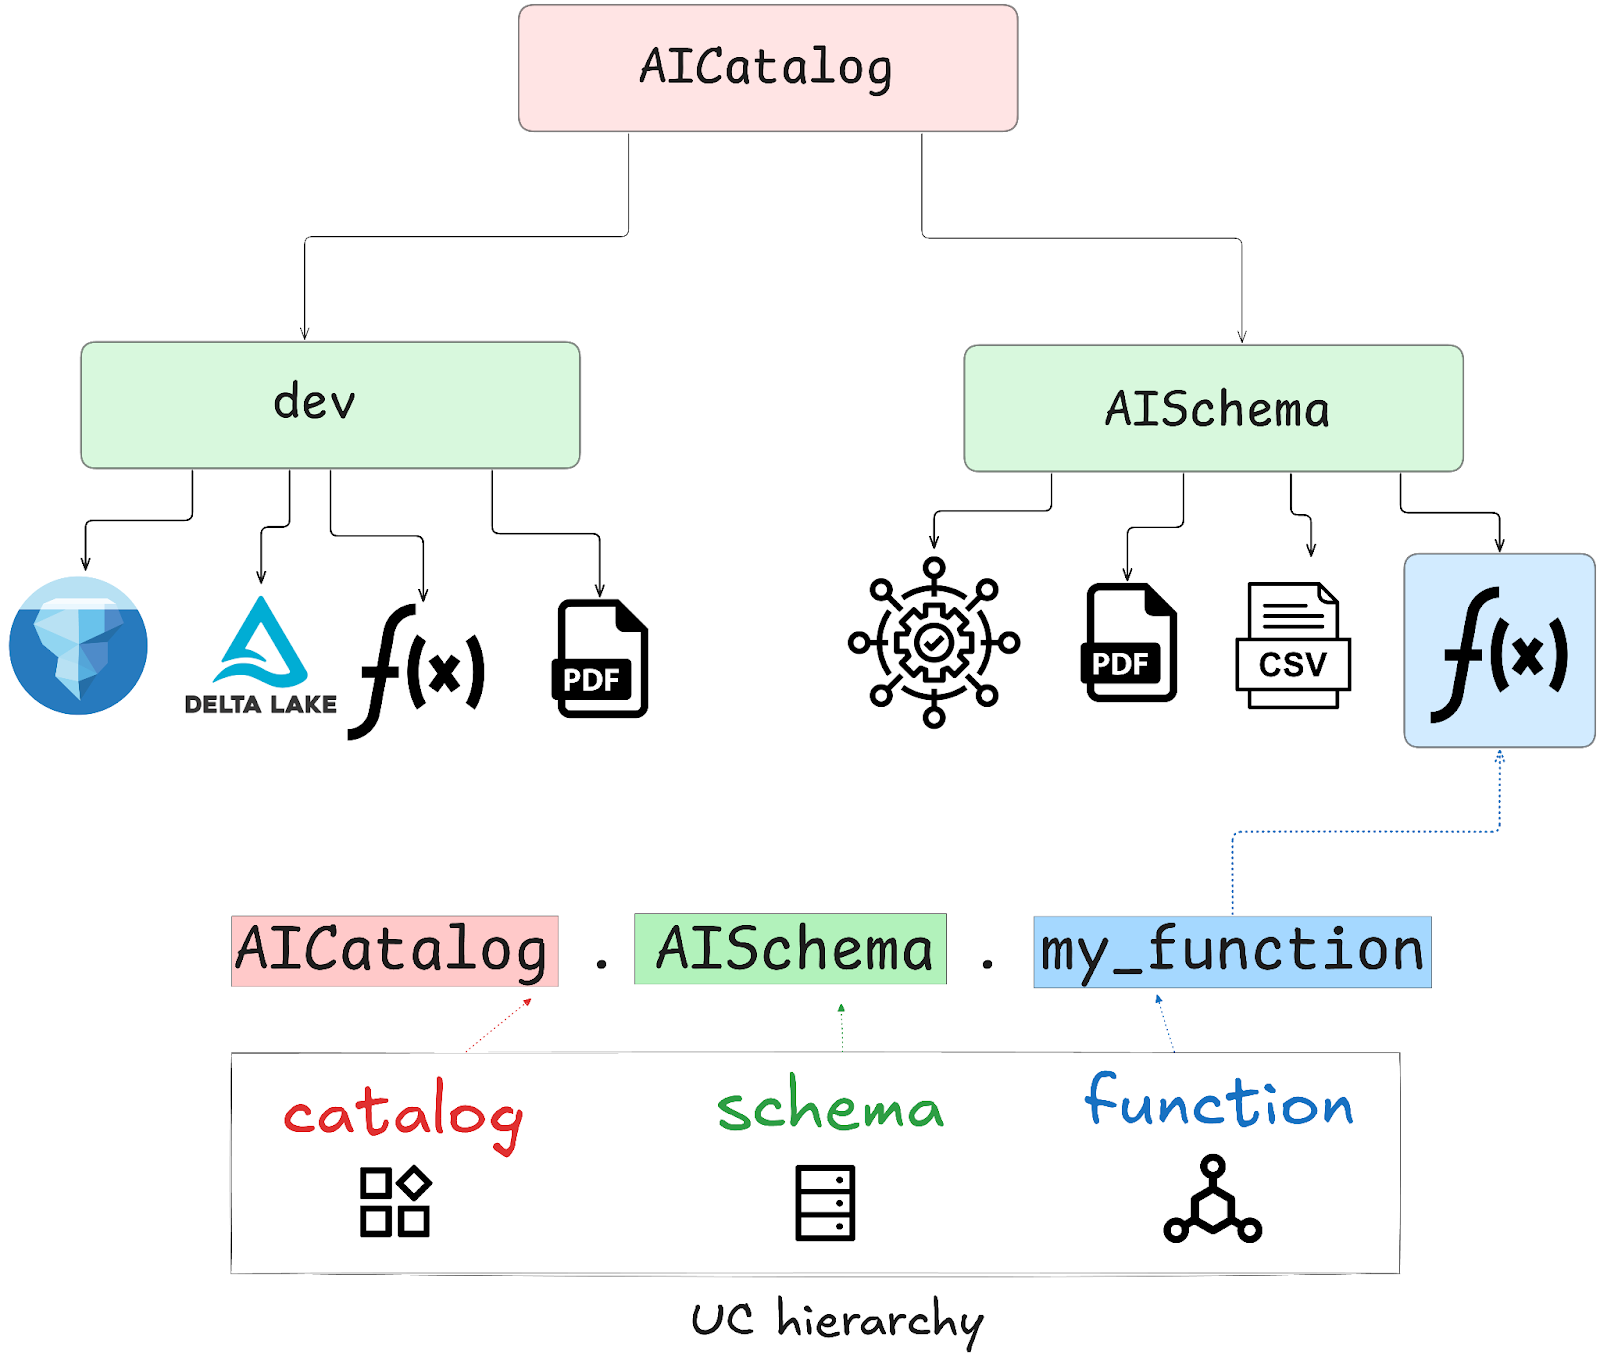 AICatalog
dev
AISchema
DELTA LAKE
f(x)
PDF
PDF
CSV
f(x)
AICatalog . AISchema . my_function
catalog
schema
function
UC hierarchy